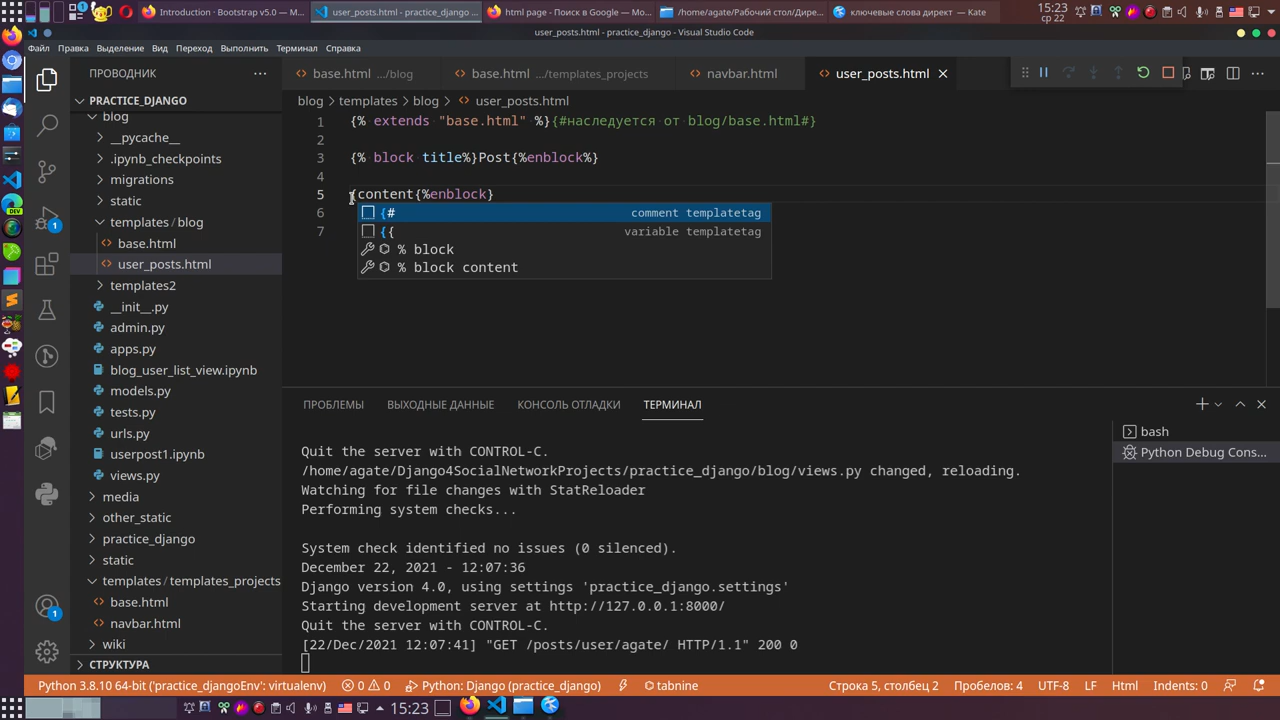 Introduction · Bootstrap v5.0 — M...
user_posts.html - practice_django ...
html page - Поиск в Google — Mo...
/home/agate/Рабочий стол/Дире...
ключевые слова директ — Kate
15:23
ср 22
user_posts.html - practice_django - Visual Studio Code
Файл Правка Выделение Вид Переход Выполнить Терминал Справка
ПРОВОДНИК
base.html .../blog
base.html .../templates_projects
navbar.html
user_posts.html
PRACTICE_DJANGO
blog > templates > blog > user_posts.html
blog
__pycache__
.ipynb_checkpoints
migrations
static
templates / blog
base.html
user_posts.html
templates2
__init__.py
admin.py
apps.py
blog_user_list_view.ipynb
models.py
tests.py
urls.py
userpost1.ipynb
views.py
media
other_static
practice_django
static
templates / templates_projects
base.html
navbar.html
wiki
СТРУКТУРА
1 {% extends "base.html" %}{#наследуется от blog/base.html#}
2
3 {% block title%}Post{%enblock%}
4
5 {content{%enblock}
6
7
{# comment templatetag
{{ variable templatetag
% block
% block content
ПРОБЛЕМЫ ВЫХОДНЫЕ ДАННЫЕ КОНСОЛЬ ОТЛАДКИ ТЕРМИНАЛ
bash
Python Debug Cons...
Quit the server with CONTROL-C.
/home/agate/Django4SocialNetworkProjects/practice_django/blog/views.py changed, reloading.
Watching for file changes with StatReloader
Performing system checks...
System check identified no issues (0 silenced).
December 22, 2021 - 12:07:36
Django version 4.0, using settings 'practice_django.settings'
Starting development server at http://127.0.0.1:8000/
Quit the server with CONTROL-C.
[22/Dec/2021 12:07:41] "GET /posts/user/agate/ HTTP/1.1" 200 0
Python 3.8.10 64-bit ('practice_djangoEnv': virtualenv) 0 0 Python: Django (practice_django) tabnine Строка 5, столбец 2 Пробелов: 4 UTF-8 LF Html Indents: 0
15:23